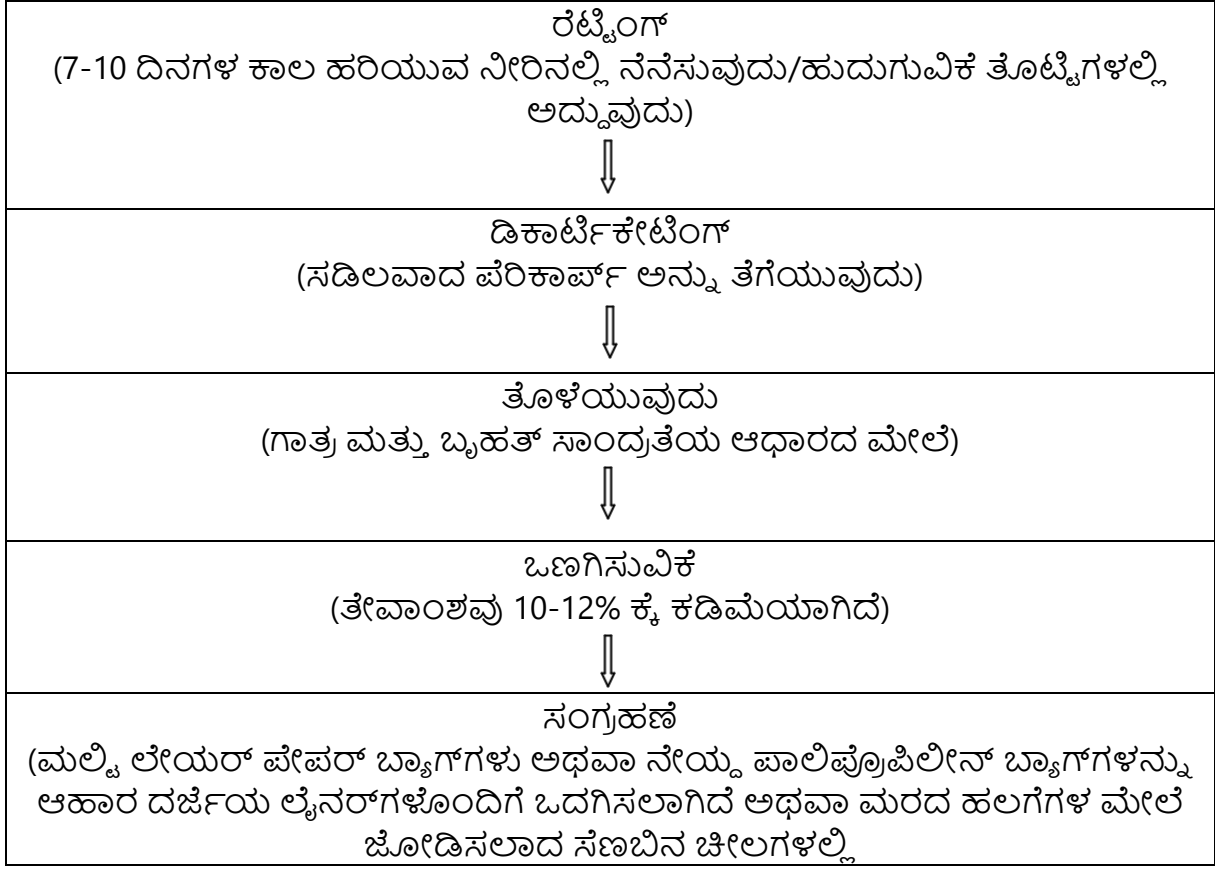 ರೆಟ್ಟಿಂಗ್
(7-10 ದಿನಗಳ ಕಾಲ ಹರಿಯುವ ನೀರಿನಲ್ಲಿ ನೆನೆಸುವುದು/ಹುದುಗುವಿಕೆ ತೊಟ್ಟಿಗಳಲ್ಲಿ
ಅದ್ದುವುದು)
ಡಿಕಾರ್ಟಿಕೇಟಿಂಗ್
(ಸಡಿಲವಾದ ಪೆರಿಕಾರ್ಪ್ ಅನ್ನು ತೆಗೆಯುವುದು)
ತೊಳೆಯುವುದು
(ಗಾತ್ರ ಮತ್ತು ಬೃಹತ್ ಸಾಂದ್ರತೆಯ ಆಧಾರದ ಮೇಲೆ)
ಒಣಗಿಸುವಿಕೆ
(ತೇವಾಂಶವು 10-12% ಕ್ಕೆ ಕಡಿಮೆಯಾಗಿದೆ)
ಸಂಗ್ರಹಣೆ
(ಮಲ್ಟಿ ಲೇಯರ್ ಪೇಪರ್ ಬ್ಯಾಗ್‌ಗಳು ಅಥವಾ ನೇಯ್ದ ಪಾಲಿಪ್ರೊಪಿಲೀನ್ ಬ್ಯಾಗ್‌ಗಳನ್ನು
ಆಹಾರ ದರ್ಜೆಯ ಲೈನರ್‌ಗಳೊಂದಿಗೆ ಒದಗಿಸಲಾಗಿದೆ ಅಥವಾ ಮರದ ಹಲಗೆಗಳ ಮೇಲೆ
ಜೋಡಿಸಲಾದ ಸೆಣಬಿನ ಚೀಲಗಳಲ್ಲಿ